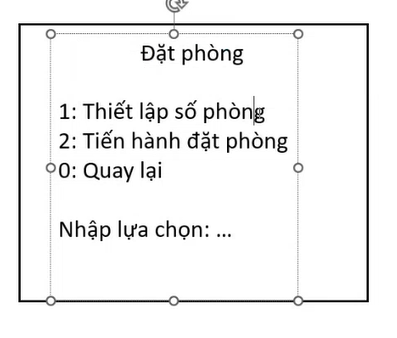 Đặt phòng
1: Thiết lập số phòng
2: Tiến hành đặt phòng
0: Quay lại
Nhập lựa chọn: ...